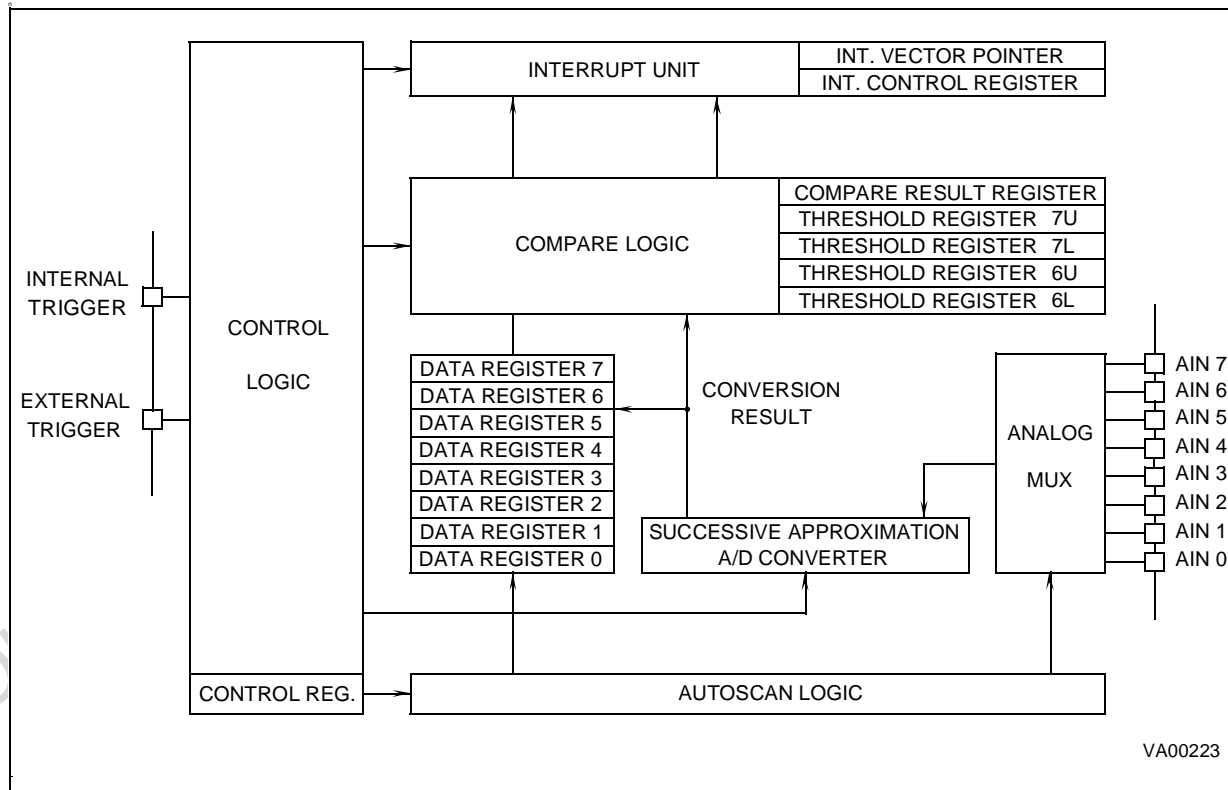 INTERRUPT UNIT
INT. VECTOR POINTER
INT. CONTROL REGISTER
COMPARE LOGIC
COMPARE RESULT REGISTER
THRESHOLD REGISTER 7U
THRESHOLD REGISTER 7L
THRESHOLD REGISTER 6U
THRESHOLD REGISTER 6L
INTERNAL
TRIGGER
EXTERNAL
TRIGGER
CONTROL
LOGIC
DATA REGISTER 7
DATA REGISTER 6
DATA REGISTER 5
DATA REGISTER 4
DATA REGISTER 3
DATA REGISTER 2
DATA REGISTER 1
DATA REGISTER 0
CONVERSION
RESULT
SUCCESSIVE APPROXIMATION
A/D CONVERTER
ANALOG
MUX
AIN 7
AIN 6
AIN 5
AIN 4
AIN 3
AIN 2
AIN 1
AIN 0
CONTROL REG.
AUTOSCAN LOGIC
VA00223